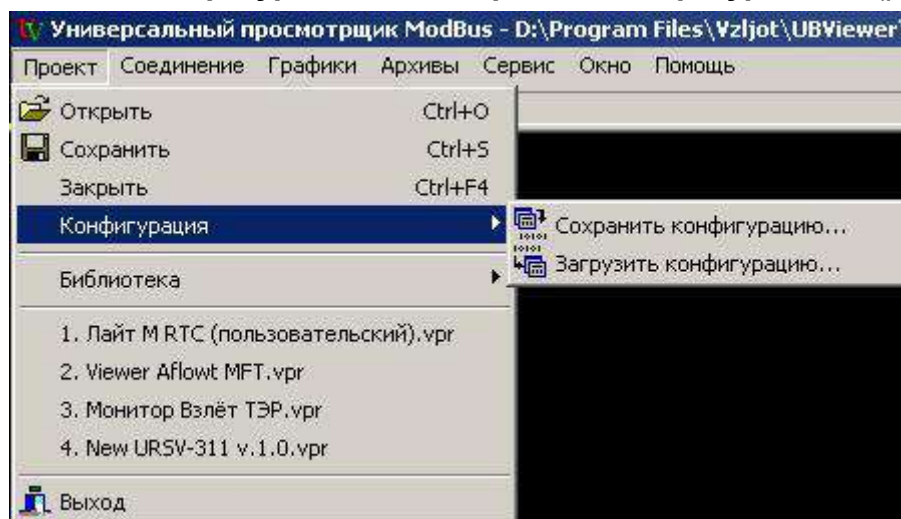 Универсальный просмотрщик ModBus - D:\Program Files\Vzljot\UBViewer\
Проект Соединение Графики Архивы Сервис Окно Помощь
Открыть Ctrl+O
Сохранить Ctrl+S
Закрыть Ctrl+F4
Конфигурация
Сохранить конфигурацию...
Загрузить конфигурацию...
Библиотека
1. Лайт М RTC (пользовательский).vpr
2. Viewer Aflowt MFT.vpr
3. Монитор Взлёт ТЭР.vpr
4. New URSV-311 v.1.0.vpr
Выход